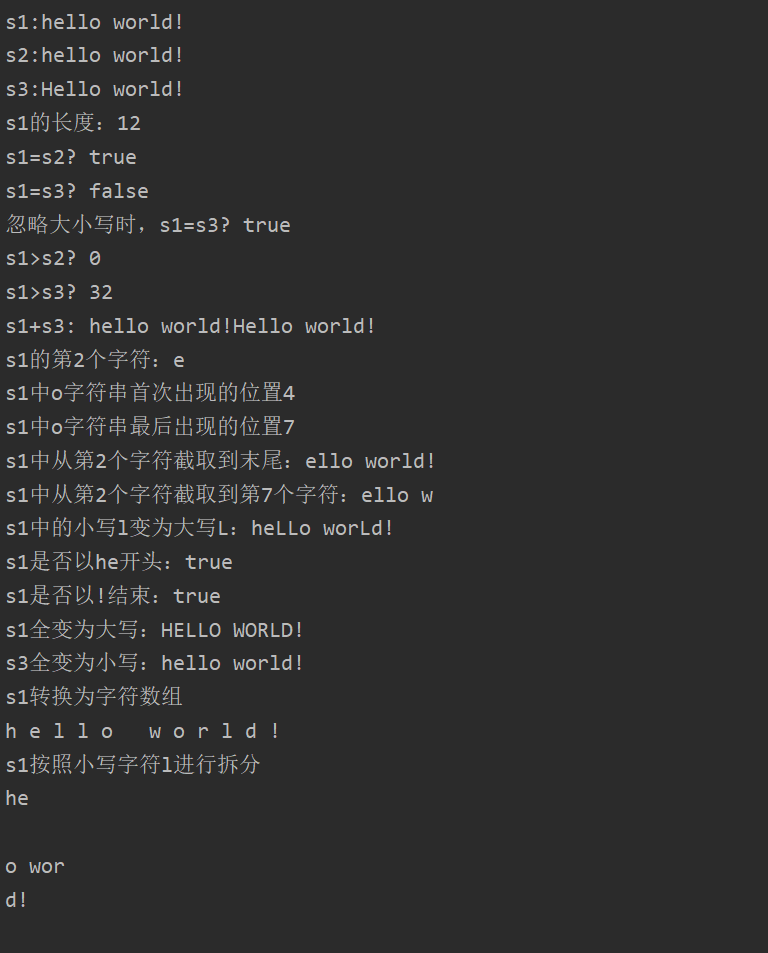 s1:hello world!
s2:hello world!
s3:Hello world!
s1的长度：12
s1=s2? true
s1=s3? false
忽略大小写时，s1=s3? true
s1>s2? 0
s1>s3? 32
s1+s3: hello world!Hello world!
s1的第2个字符：e
s1中o字符串首次出现的位置4
s1中o字符串最后出现的位置7
s1中从第2个字符截取到末尾：ello world!
s1中从第2个字符截取到第7个字符：ello w
s1中的小写l变为大写L：heLLo worLd!
s1是否以he开头：true
s1是否以!结束：true
s1全变为大写：HELLO WORLD!
s3全变为小写：hello world!
s1转换为字符数组
h e l l o   w o r l d !
s1按照小写字符l进行拆分
he

o wor
d!